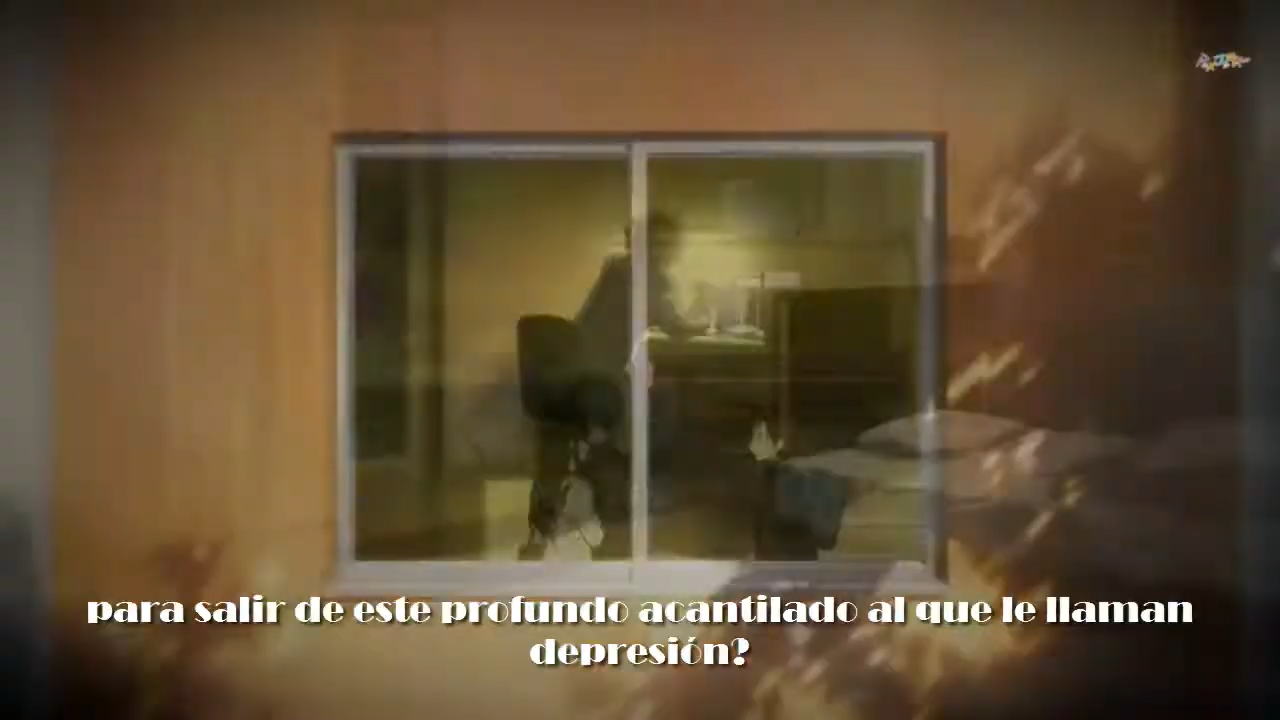 para salir de este profundo acantilado al que le llaman
depresión?